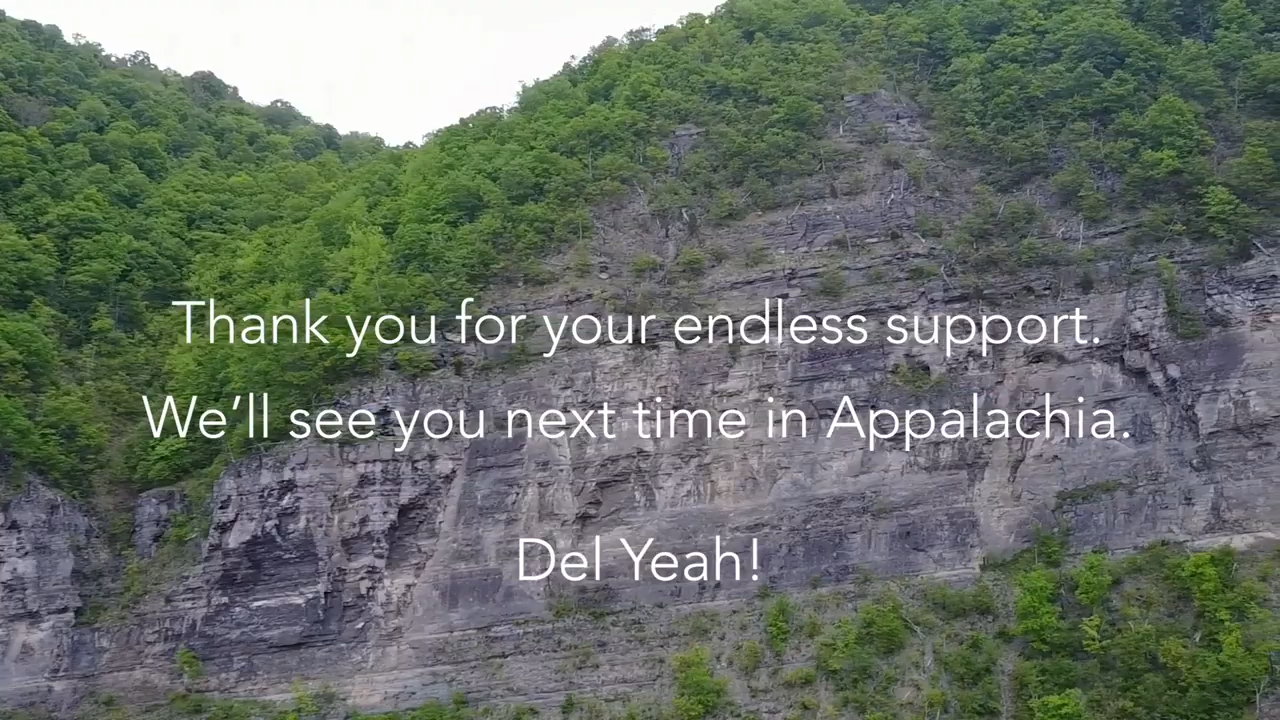 Thank you for your endless support.
We’ll see you next time in Appalachia.
Del Yeah!